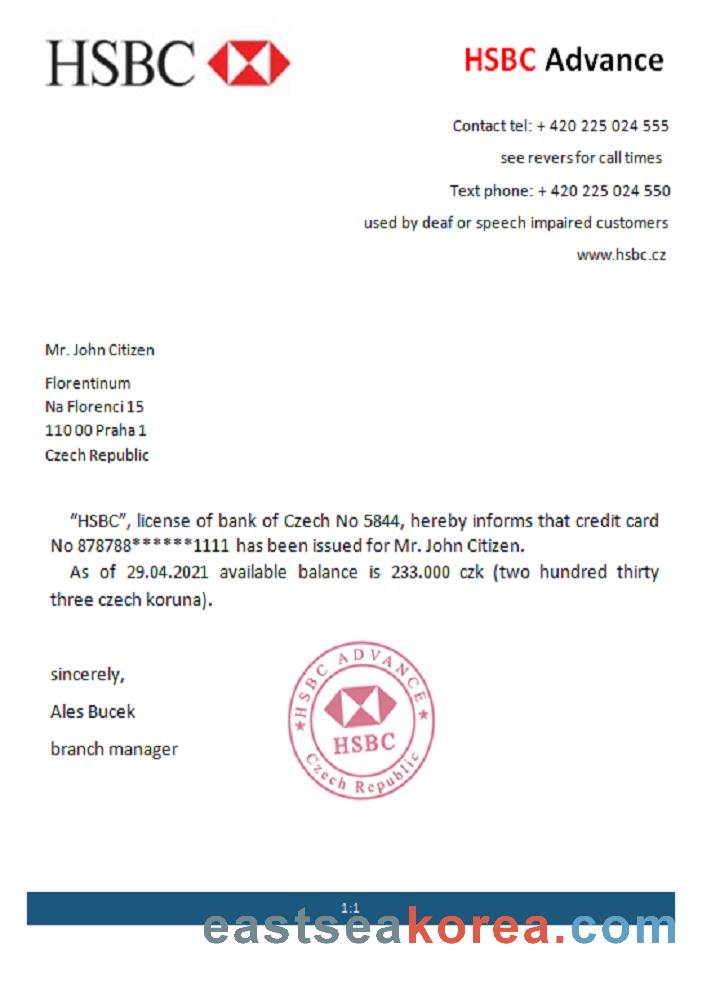 HSBC
HSBC Advance
Contact tel: + 420 225 024 555
see revers for call times
Text phone: + 420 225 024 550
used by deaf or speech impaired customers
www.hsbc.cz
Mr. John Citizen
Florentinum
Na Florenci 15
110 00 Praha 1
Czech Republic
“HSBC”, license of bank of Czech No 5844, hereby informs that credit card
No 878788******1111 has been issued for Mr. John Citizen.
As of 29.04.2021 available balance is 233.000 czk (two hundred thirty
three czech koruna).
sincerely,
Ales Bucek
branch manager
HSBC ADVANCE
HSBC
Czech Republic
1:1
eastseakorea.com